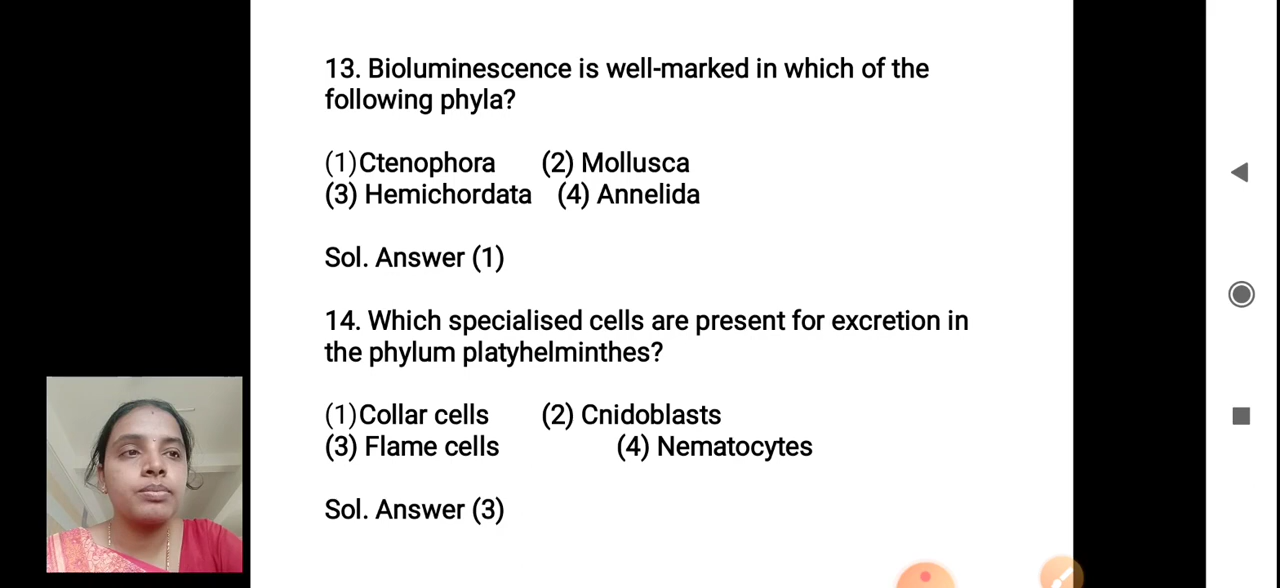 13. Bioluminescence is well-marked in which of the
following phyla?
(1)Ctenophora (2) Mollusca
(3) Hemichordata (4) Annelida
Sol. Answer (1)
14. Which specialised cells are present for excretion in
the phylum platyhelminthes?
(1)Collar cells (2) Cnidoblasts
(3) Flame cells (4) Nematocytes
Sol. Answer (3)